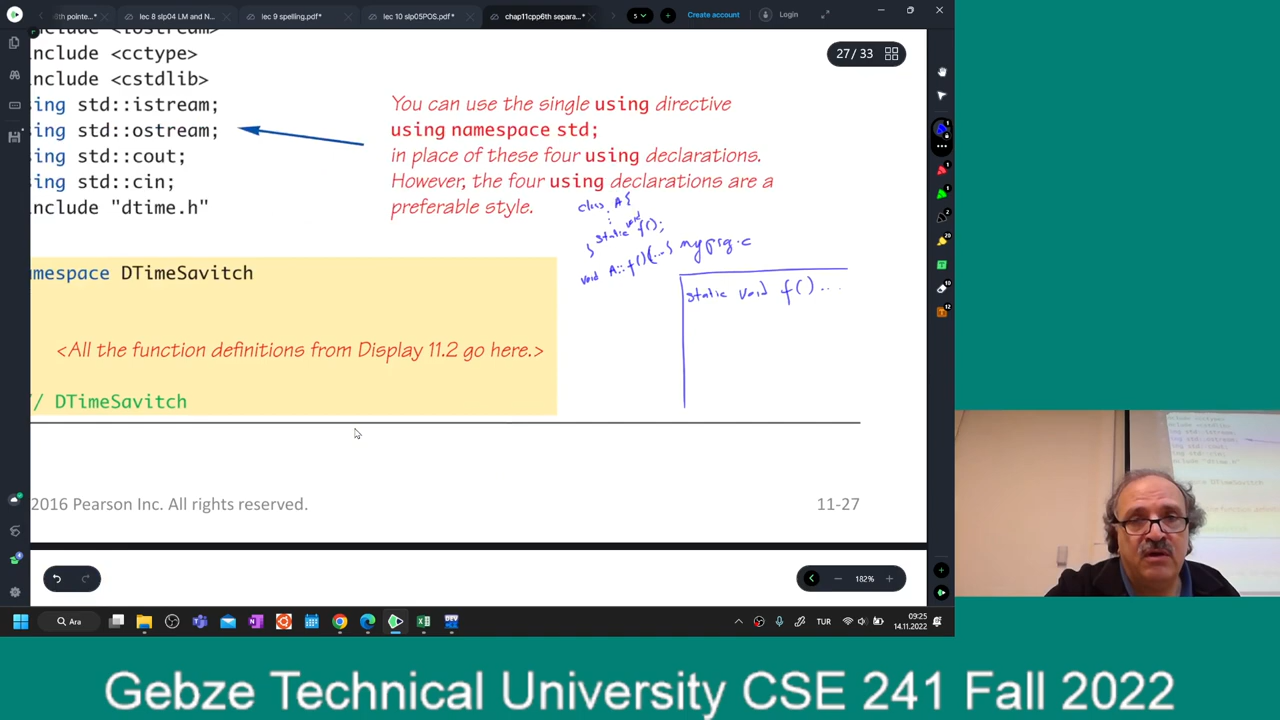 lec 8 slp04 LM and N...
lec 9 spelling.pdf*
lec 10 slp05POS.pdf*
chap11cpp6th separa...*
5
Create account
Login
27/ 33
include <iostream>
nclude <cctype>
nclude <cstdlib>
ing std::istream;
ing std::ostream;
ing std::cout;
ing std::cin;
nclude "dtime.h"
You can use the single using directive
using namespace std;
in place of these four using declarations.
However, the four using declarations are a
preferable style.
class A{
:
static void f();
}
void A::f(){...}
myprg.c
static void f()...
mespace DTimeSavitch
<All the function definitions from Display 11.2 go here.>
/ DTimeSavitch
2016 Pearson Inc. All rights reserved.
11-27
182%
Ara
DEV
TUR
09:25
14.11.2022
Gebze Technical University CSE 241 Fall 2022